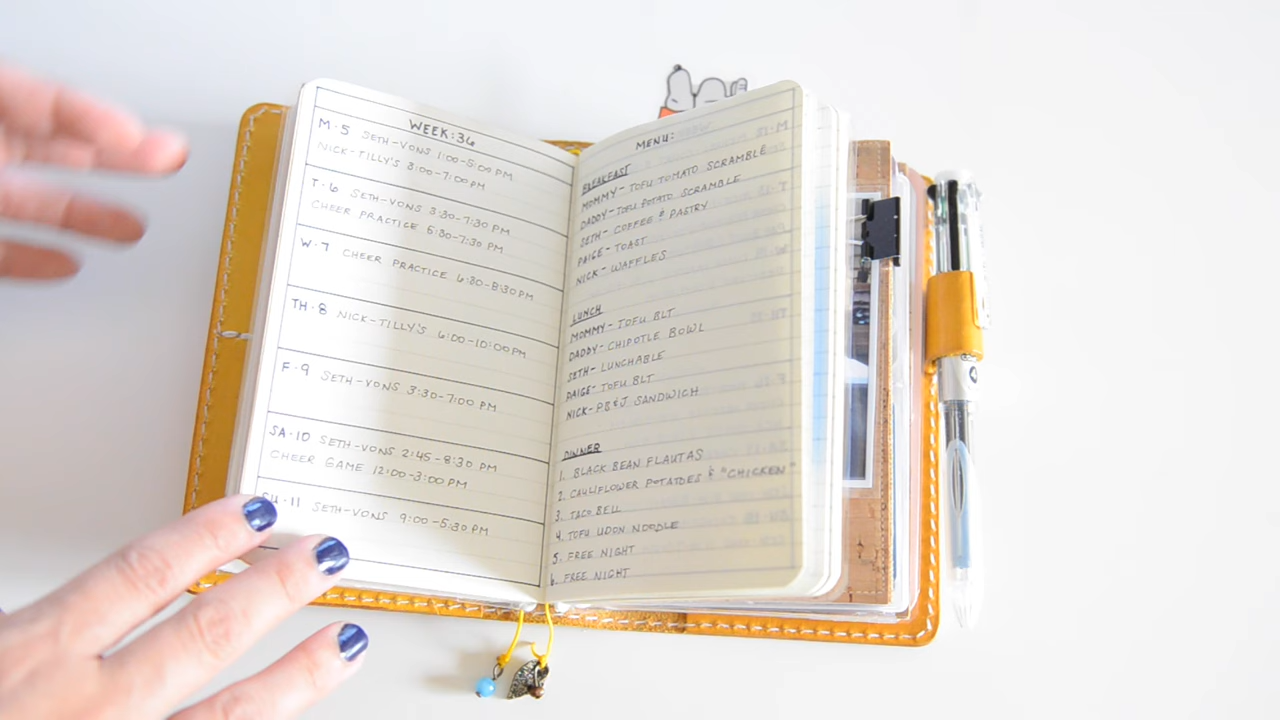 WEEK:36
M·5 SETH-VONS 1:00-5:00 PM
NICK-TILLY'S 3:00-7:00 PM
T·6 SETH-VONS 3:30-7:30 PM
CHEER PRACTICE 6:30-7:30 PM
W·7 CHEER PRACTICE 6:30-8:30 PM
TH·8 NICK-TILLY'S 6:00-10:00 PM
F·9 SETH-VONS 3:30-7:00 PM
SA·10 SETH-VONS 2:45-8:30 PM
CHEER GAME 12:00-3:00 PM
SU·11 SETH-VONS 9:00-5:30 PM
MENU:
BREAKFAST
MOMMY- TOFU TOMATO SCRAMBLE
DADDY- TOFU POTATO SCRAMBLE
SETH- COFFEE & PASTRY
PAIGE- TOAST
NICK- WAFFLES
LUNCH
MOMMY- TOFU BLT
DADDY- CHIPOTLE BOWL
SETH- LUNCHABLE
PAIGE- TOFU BLT
NICK- PB&J SANDWICH
DINNER
1. BLACK BEAN FLAUTAS
2. CAULIFLOWER POTATOES & "CHICKEN"
3. TACO BELL
4. TOFU UDON NOODLE
5. FREE NIGHT
6. FREE NIGHT